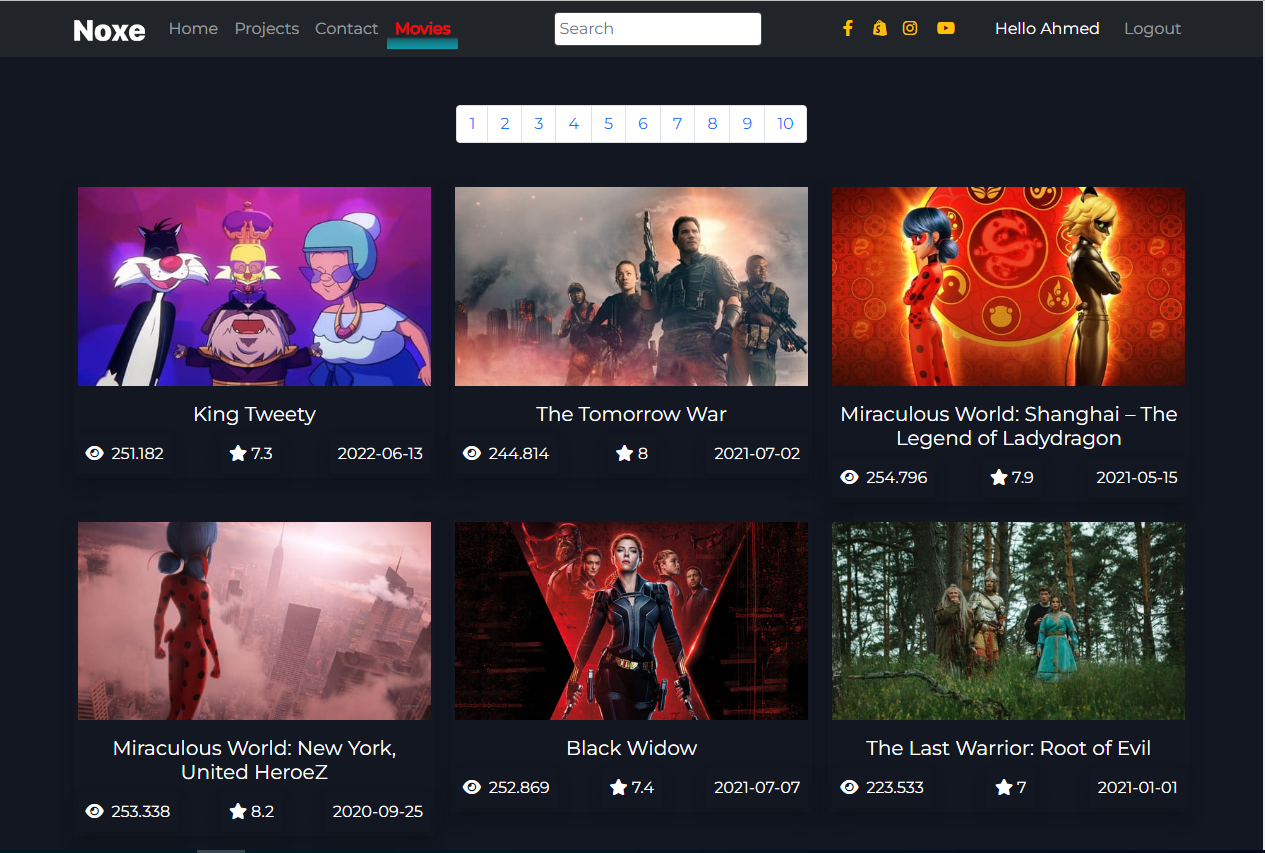 Noxe Home Projects Contact Movies Search Hello Ahmed Logout
1 2 3 4 5 6 7 8 9 10
King Tweety
251.182 7.3 2022-06-13
The Tomorrow War
244.814 8 2021-07-02
Miraculous World: Shanghai – The
Legend of Ladydragon
254.796 7.9 2021-05-15
Miraculous World: New York,
United HeroeZ
253.338 8.2 2020-09-25
Black Widow
252.869 7.4 2021-07-07
The Last Warrior: Root of Evil
223.533 7 2021-01-01